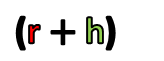 (r + h)